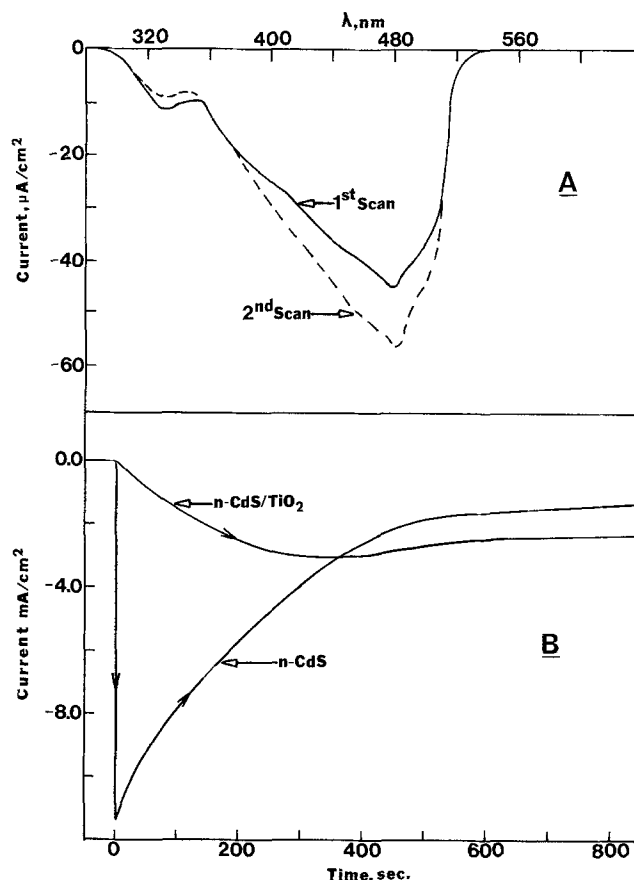 λ,nm
320 400 480 560
0
-20
-40
-60
Current, μA/cm²
1st Scan
2nd Scan
A
0.0
-4.0
-8.0
Current mA/cm²
n-CdS/TiO₂
n-CdS
B
0 200 400 600 800
Time, sec.